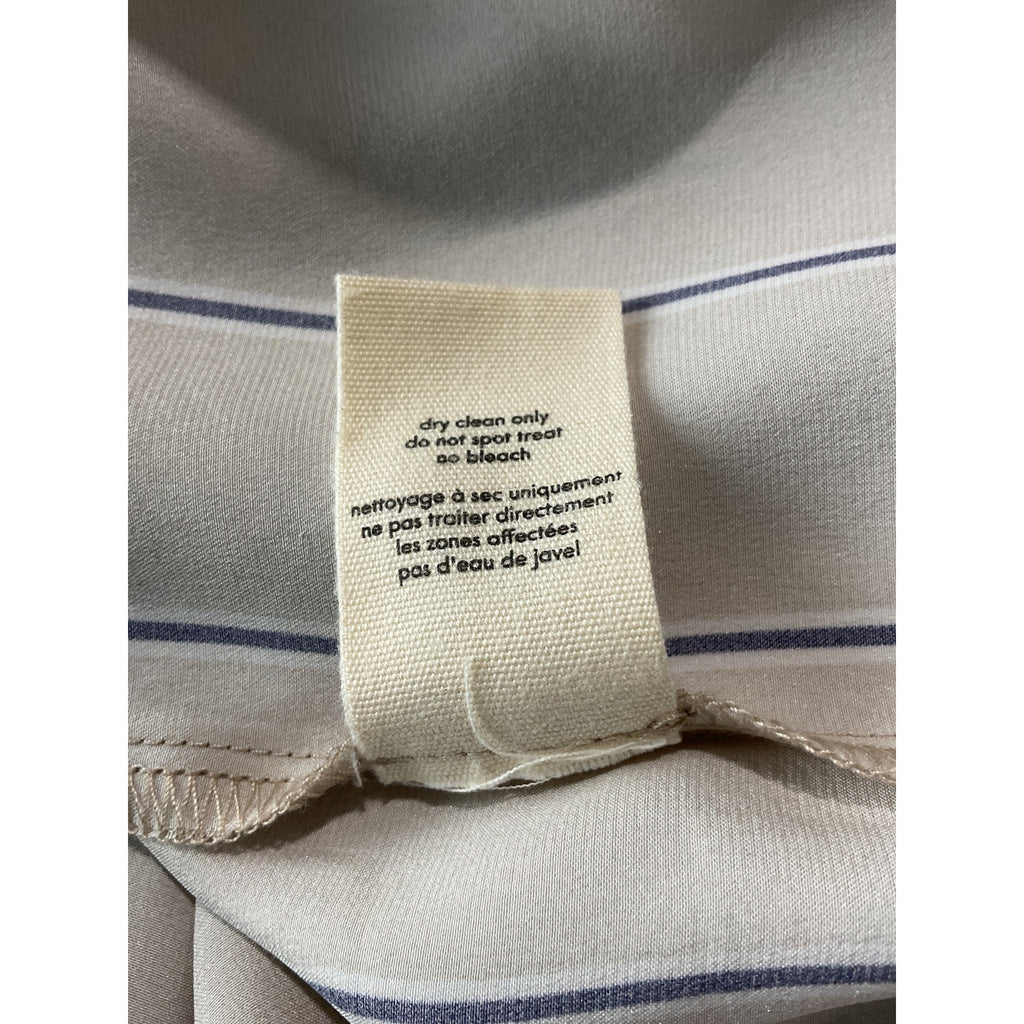 dry clean only
do not spot treat
no bleach
nettoyage à sec uniquement
ne pas traiter directement
les zones affectées
pas d'eau de javel